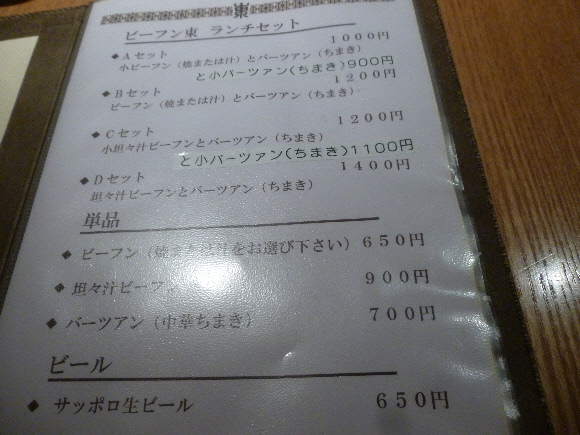 東
ビーフン東 ランチセット
◆Aセット 1000円
小ビーフン（焼または汁）とバーツアン（ちまき）
と小バーツァン(ちまき)900円
◆Bセット 1200円
ビーフン（焼または汁）とバーツアン（ちまき）
◆Cセット 1200円
小坦々汁ビーフンとバーツアン（ちまき）
と小バーツァン(ちまき)1100円
◆Dセット 1400円
坦々汁ビーフンとバーツアン（ちまき）
単品
◆ビーフン（焼または汁をお選び下さい）650円
◆坦々汁ビーフン 900円
◆バーツアン（中華ちまき） 700円
ビール
◆サッポロ生ビール 650円